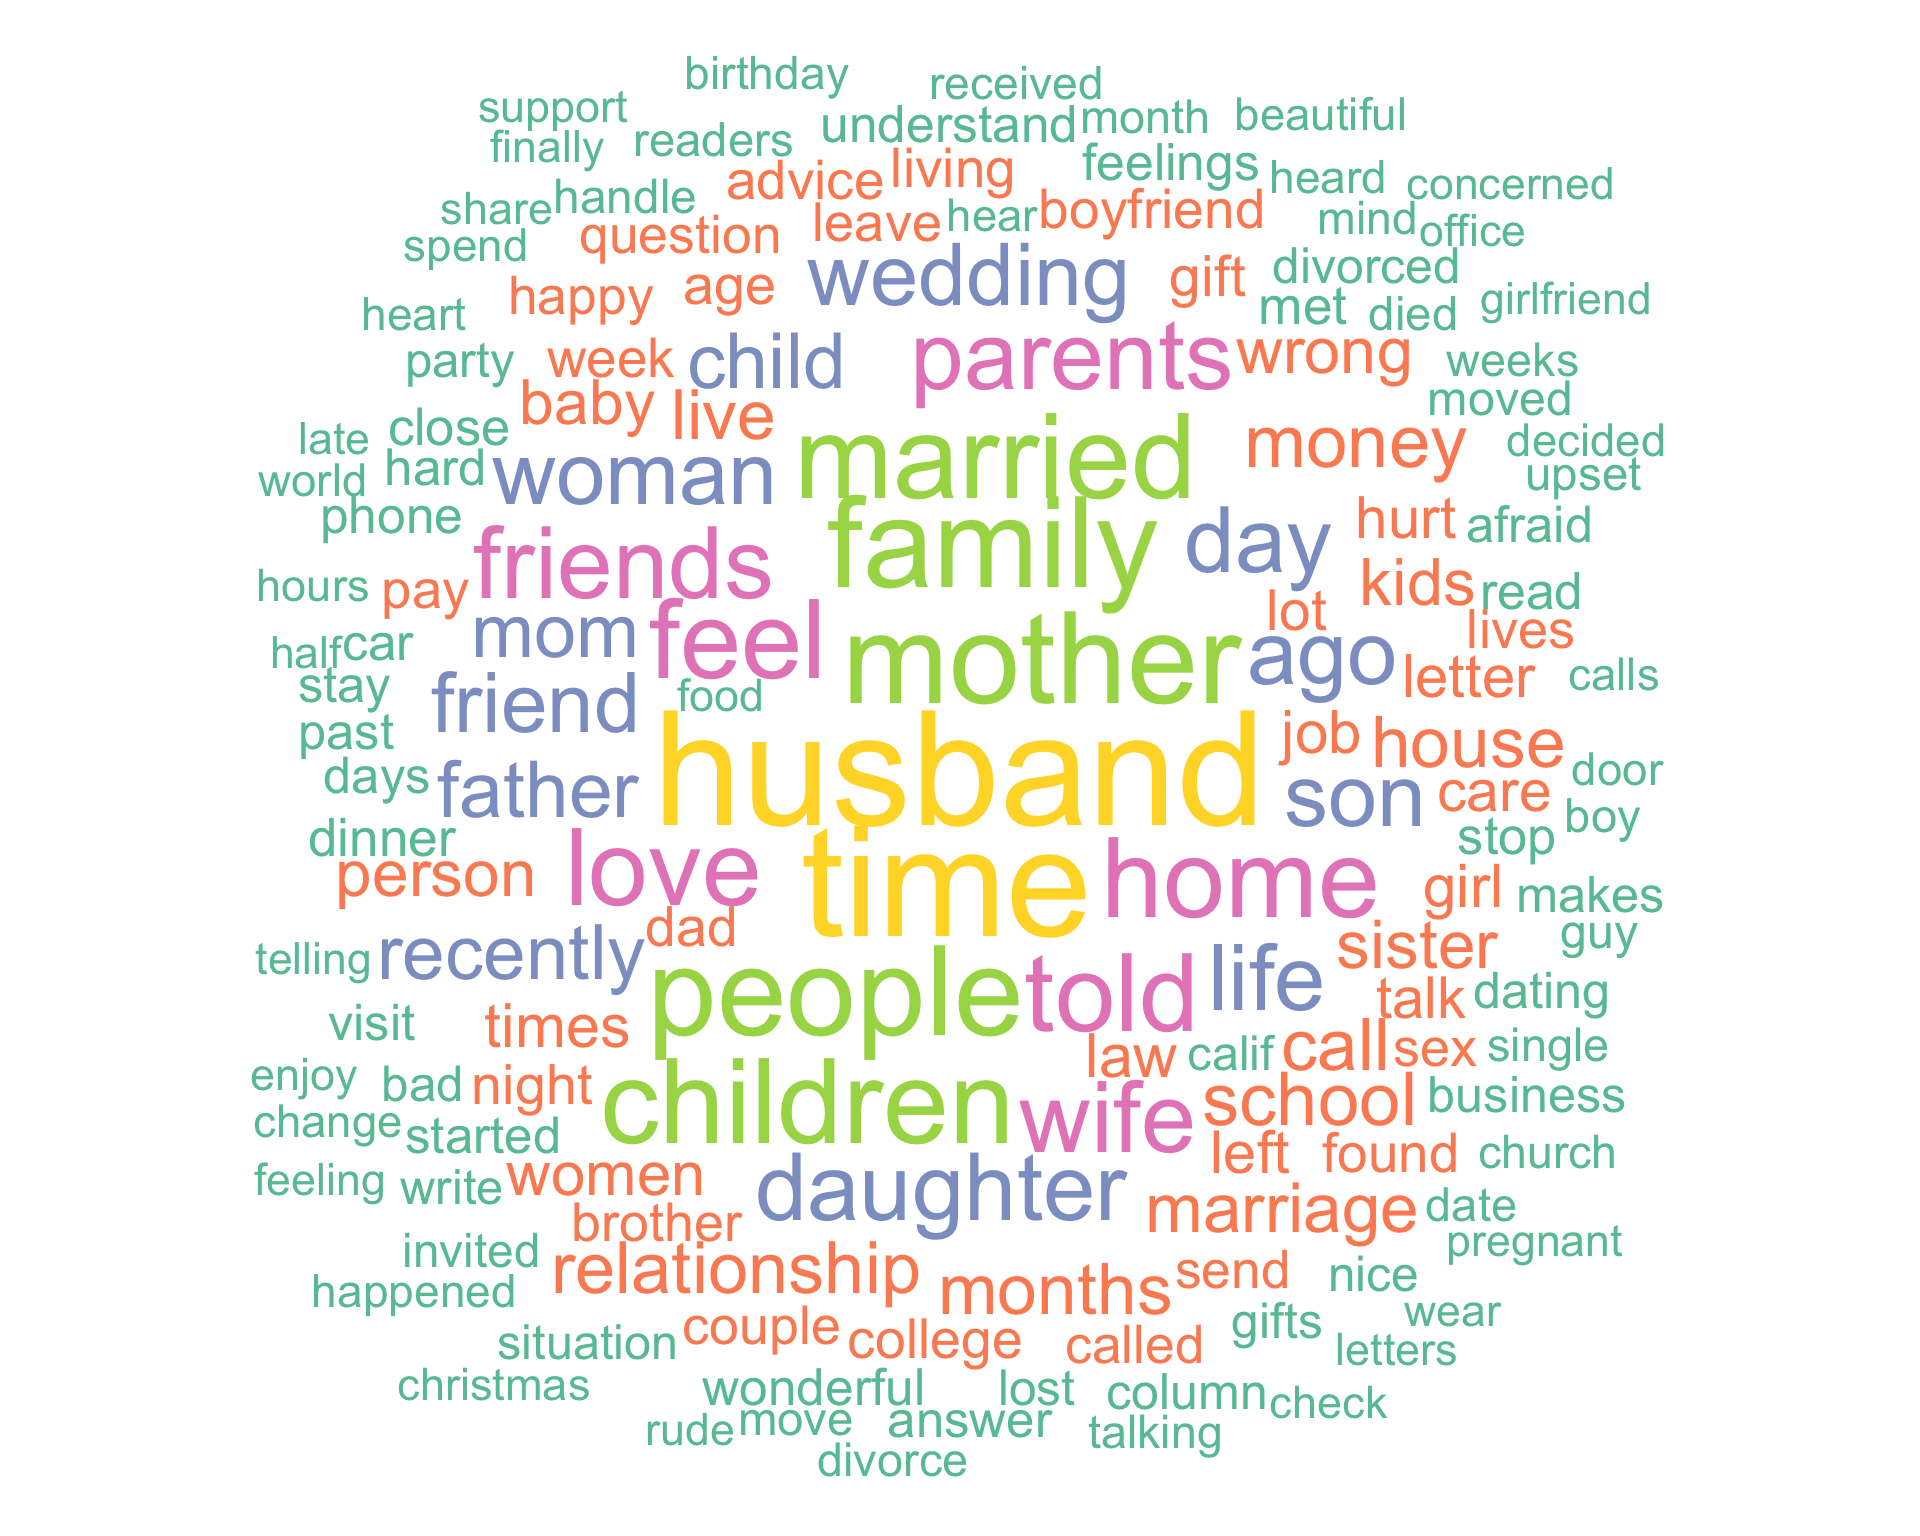 birthday
received
support
understand
month
beautiful
finally
readers
advice
living
feelings
heard
concerned
share
handle
leave
hear
boyfriend
mind
office
spend
question
wedding
gift
divorced
heart
happy
age
met
died
girlfriend
party
week
child
parents
wrong
weeks
baby
live
moved
late
close
married
money
decided
world
hard
woman
upset
phone
friends
family
day
hurt
afraid
hours
pay
mom
feel
mother
lot
kids
read
half
car
ago
lives
stay
friend
food
letter
calls
past
husband
job
house
door
days
father
son
care
boy
dinner
stop
person
love
time
home
girl
makes
telling
recently
dad
sister
guy
people
told
life
talk
dating
visit
times
law
calif
call
sex
single
enjoy
bad
night
children
wife
school
business
change
started
left
found
church
feeling
write
women
daughter
marriage
date
brother
invited
relationship
pregnant
happened
months
send
nice
situation
couple
college
called
gifts
wear
letters
christmas
wonderful
lost
column
check
rude
move
answer
talking
divorce